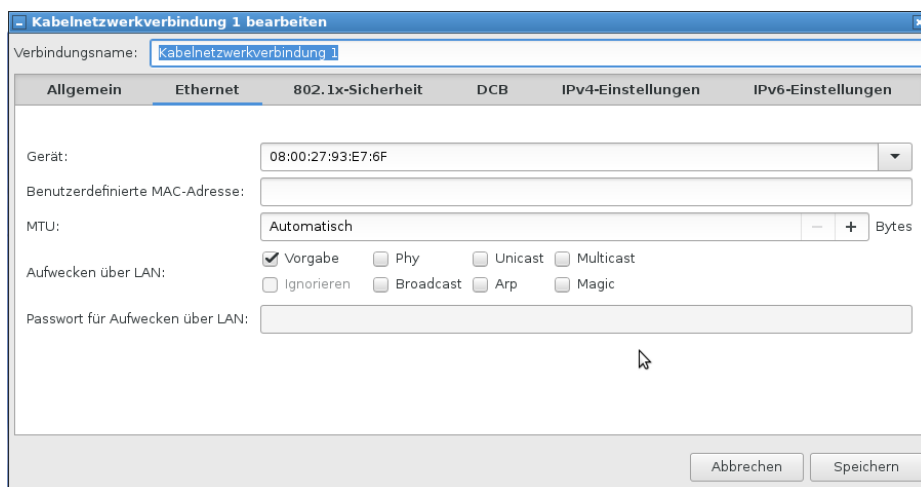 Kabelnetzwerkverbindung 1 bearbeiten
Verbindungsname: Kabelnetzwerkverbindung 1
Allgemein Ethernet 802.1x-Sicherheit DCB IPv4-Einstellungen IPv6-Einstellungen
Gerät: 08:00:27:93:E7:6F
Benutzerdefinierte MAC-Adresse:
MTU: Automatisch − + Bytes
Aufwecken über LAN:
Vorgabe Phy Unicast Multicast
Ignorieren Broadcast Arp Magic
Passwort für Aufwecken über LAN:
Abbrechen Speichern